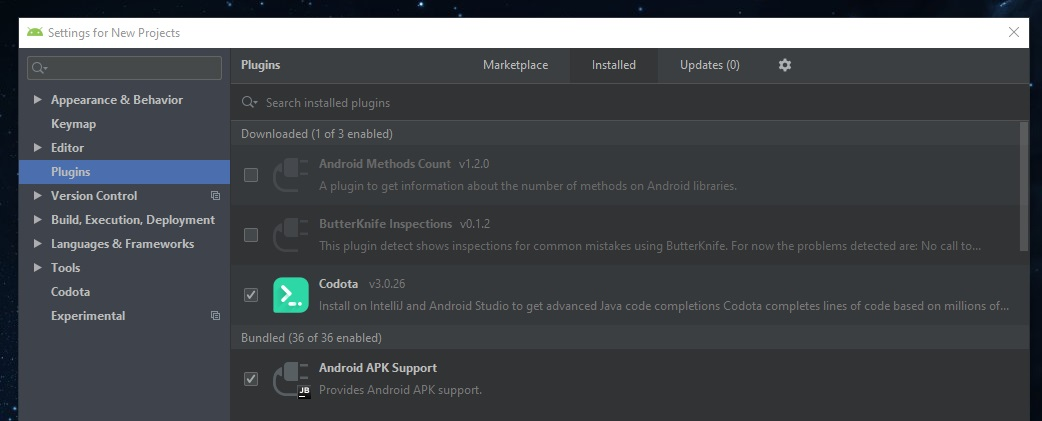 Settings for New Projects
Plugins
Marketplace
Installed
Updates (0)
Appearance & Behavior
Keymap
Editor
Plugins
Version Control
Build, Execution, Deployment
Languages & Frameworks
Tools
Codota
Experimental
Search installed plugins
Downloaded (1 of 3 enabled)
Android Methods Count v1.2.0
A plugin to get information about the number of methods on Android libraries.
ButterKnife Inspections v0.1.2
This plugin detect shows inspections for common mistakes using ButterKnife. For now the problems detected are: No call to...
Codota v3.0.26
Install on IntelliJ and Android Studio to get advanced Java code completions Codota completes lines of code based on millions of...
Bundled (36 of 36 enabled)
Android APK Support
JB
Provides Android APK support.